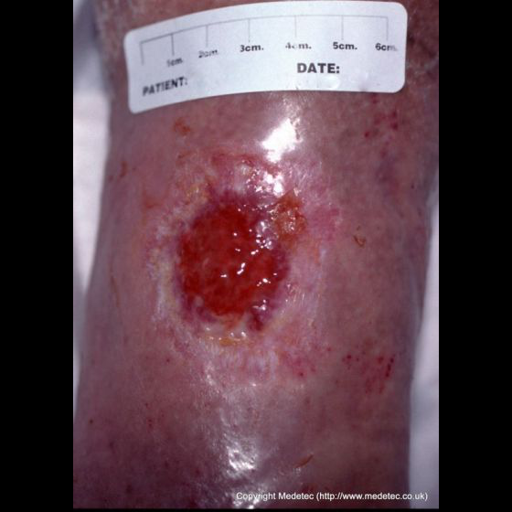 1cm. 2cm. 3cm. 4cm. 5cm. 6cm.
PATIENT: DATE:
Copyright Medetec (http://www.medetec.co.uk)